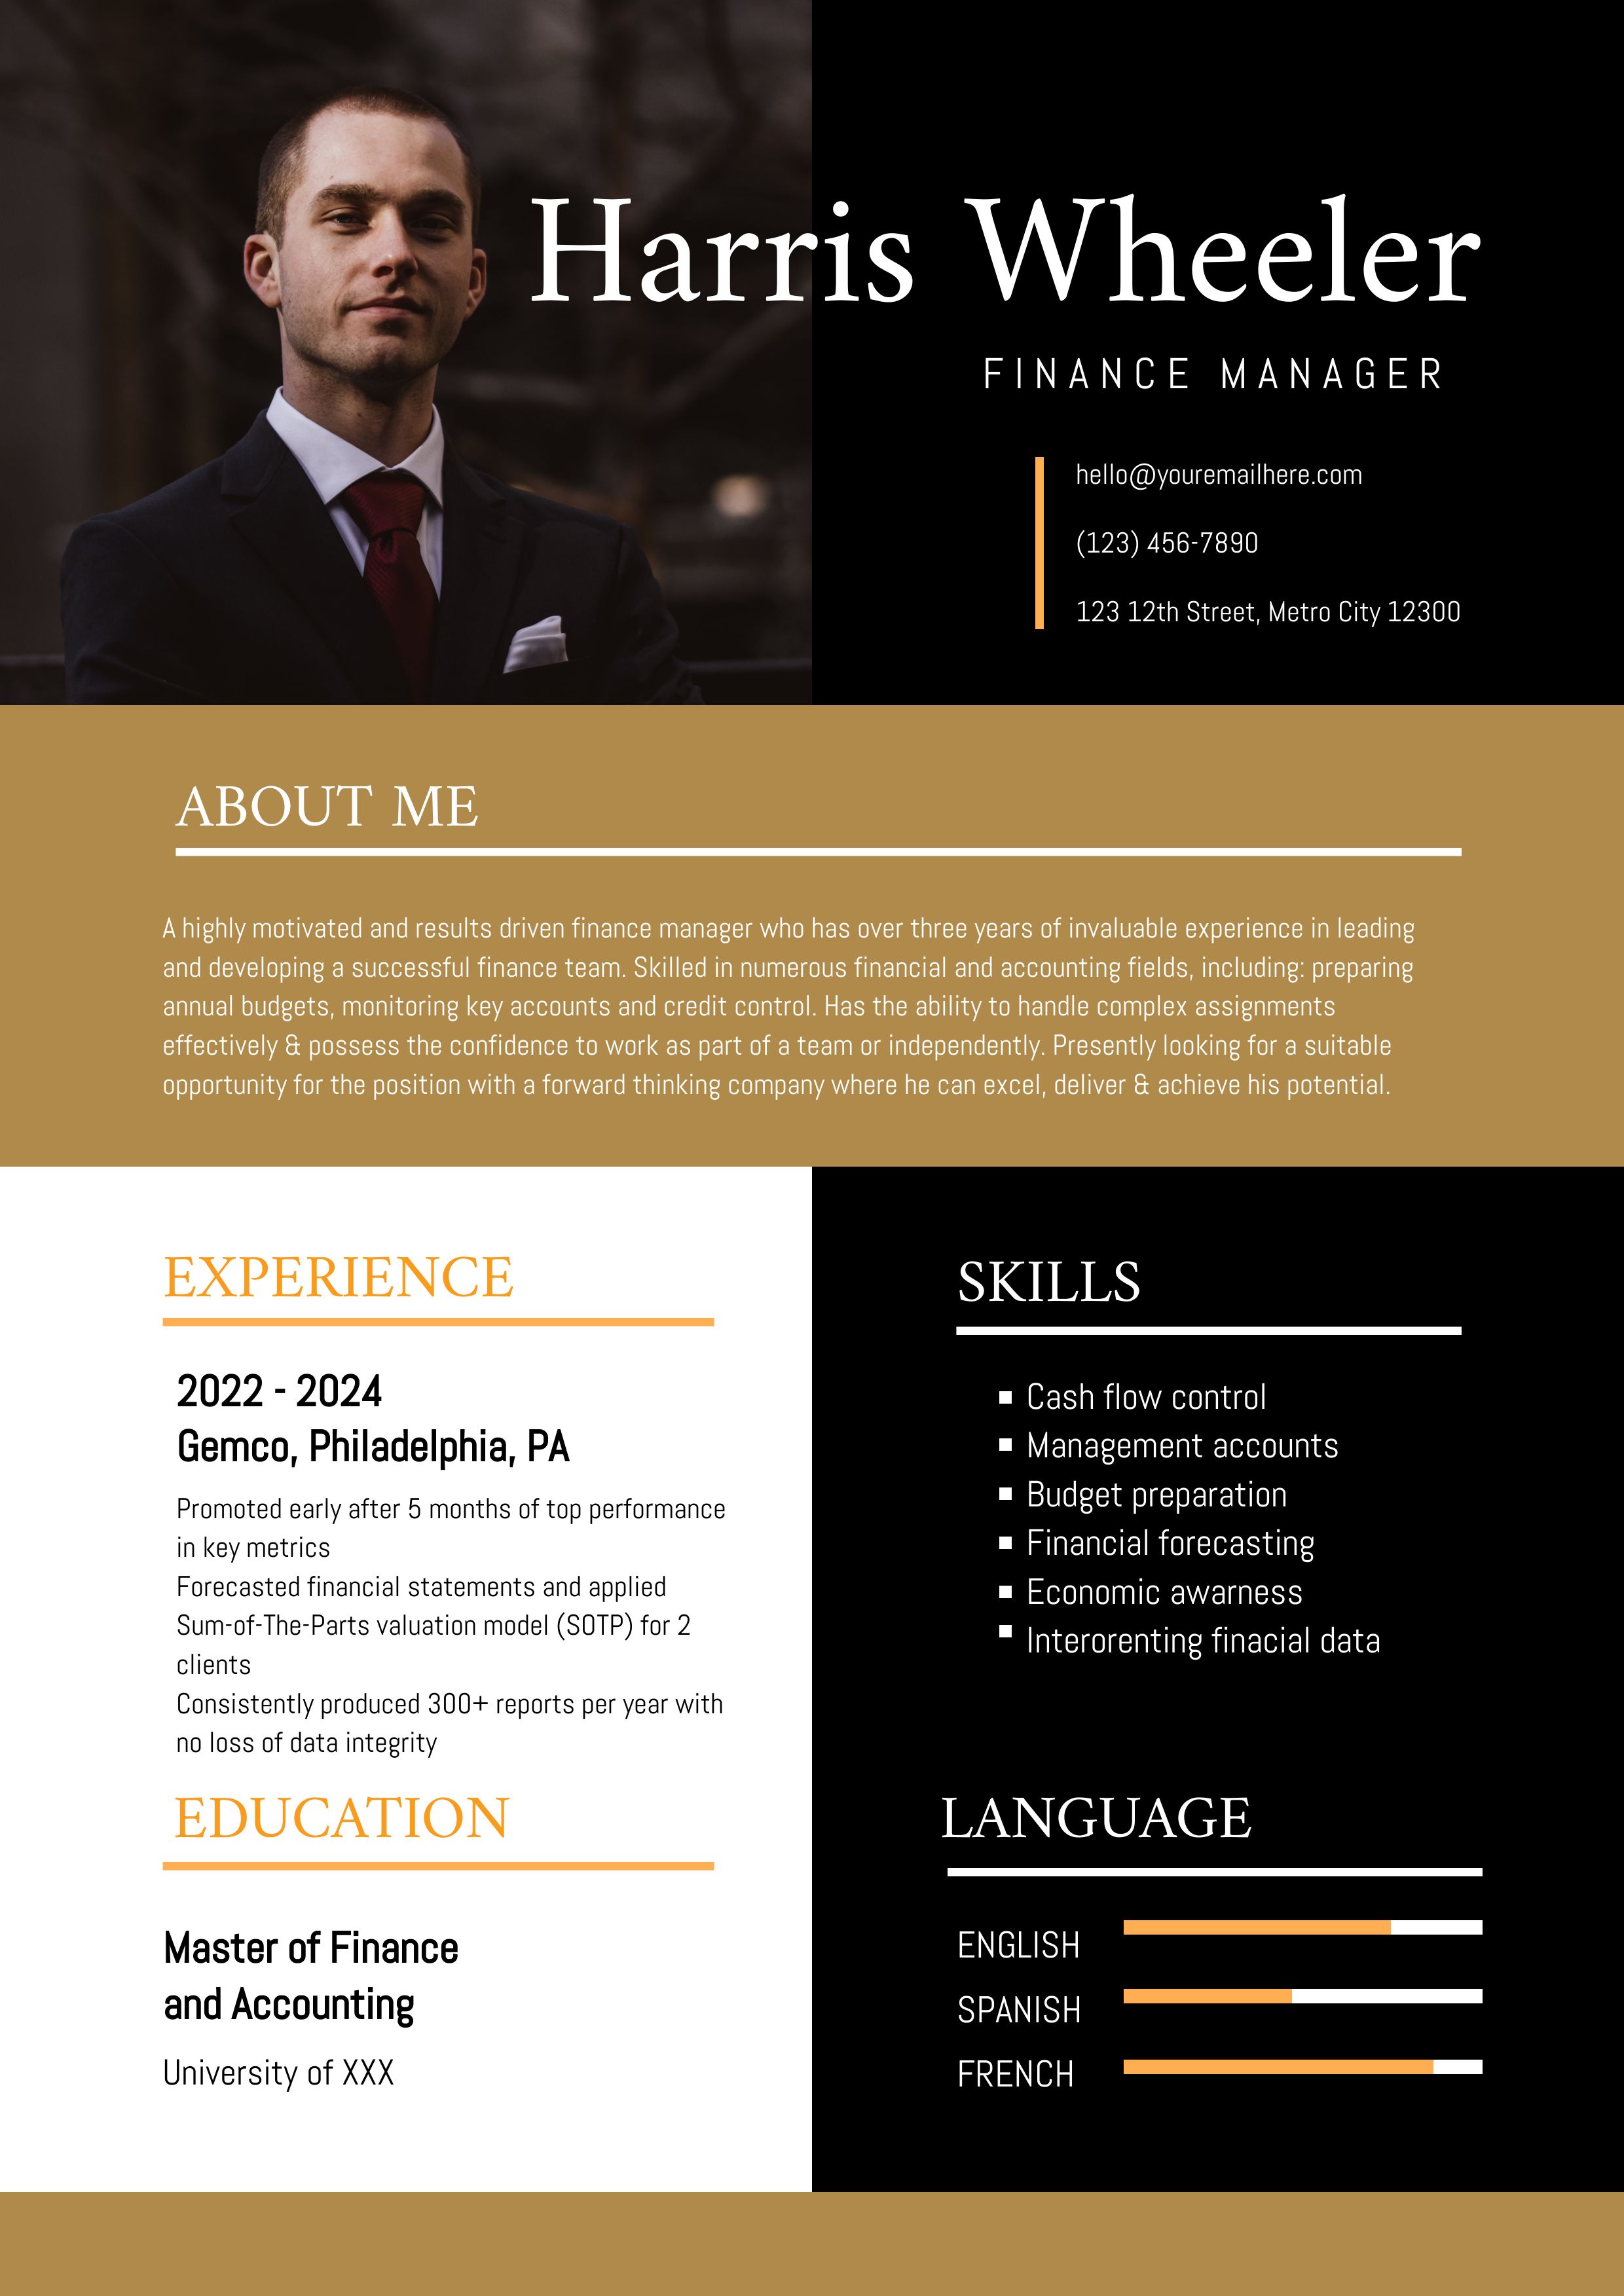 Harris Wheeler
FINANCE MANAGER
hello@youremailhere.com
(123) 456-7890
123 12th Street, Metro City 12300
ABOUT ME
A highly motivated and results driven finance manager who has over three years of invaluable experience in leading
and developing a successful finance team. Skilled in numerous financial and accounting fields, including: preparing
annual budgets, monitoring key accounts and credit control. Has the ability to handle complex assignments
effectively & possess the confidence to work as part of a team or independently. Presently looking for a suitable
opportunity for the position with a forward thinking company where he can excel, deliver & achieve his potential.
EXPERIENCE
2022 - 2024
Gemco, Philadelphia, PA
Promoted early after 5 months of top performance
in key metrics
Forecasted financial statements and applied
Sum-of-The-Parts valuation model (SOTP) for 2
clients
Consistently produced 300+ reports per year with
no loss of data integrity
EDUCATION
Master of Finance
and Accounting
University of XXX
SKILLS
Cash flow control
Management accounts
Budget preparation
Financial forecasting
Economic awarness
Interorenting finacial data
LANGUAGE
ENGLISH
SPANISH
FRENCH